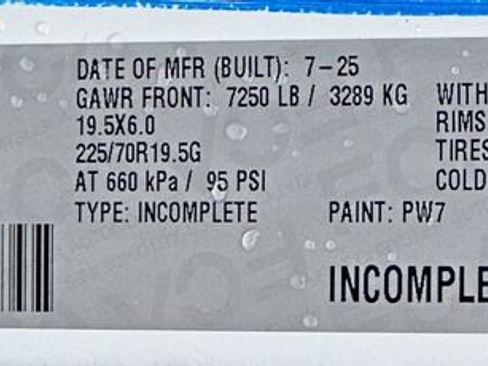 DATE OF MFR (BUILT): 7-25
GAWR FRONT: 7250 LB / 3289 KG WITH
19.5X6.0 RIMS
225/70R19.5G TIRES
AT 660 kPa / 95 PSI COLD
TYPE: INCOMPLETE PAINT: PW7
INCOMPLE